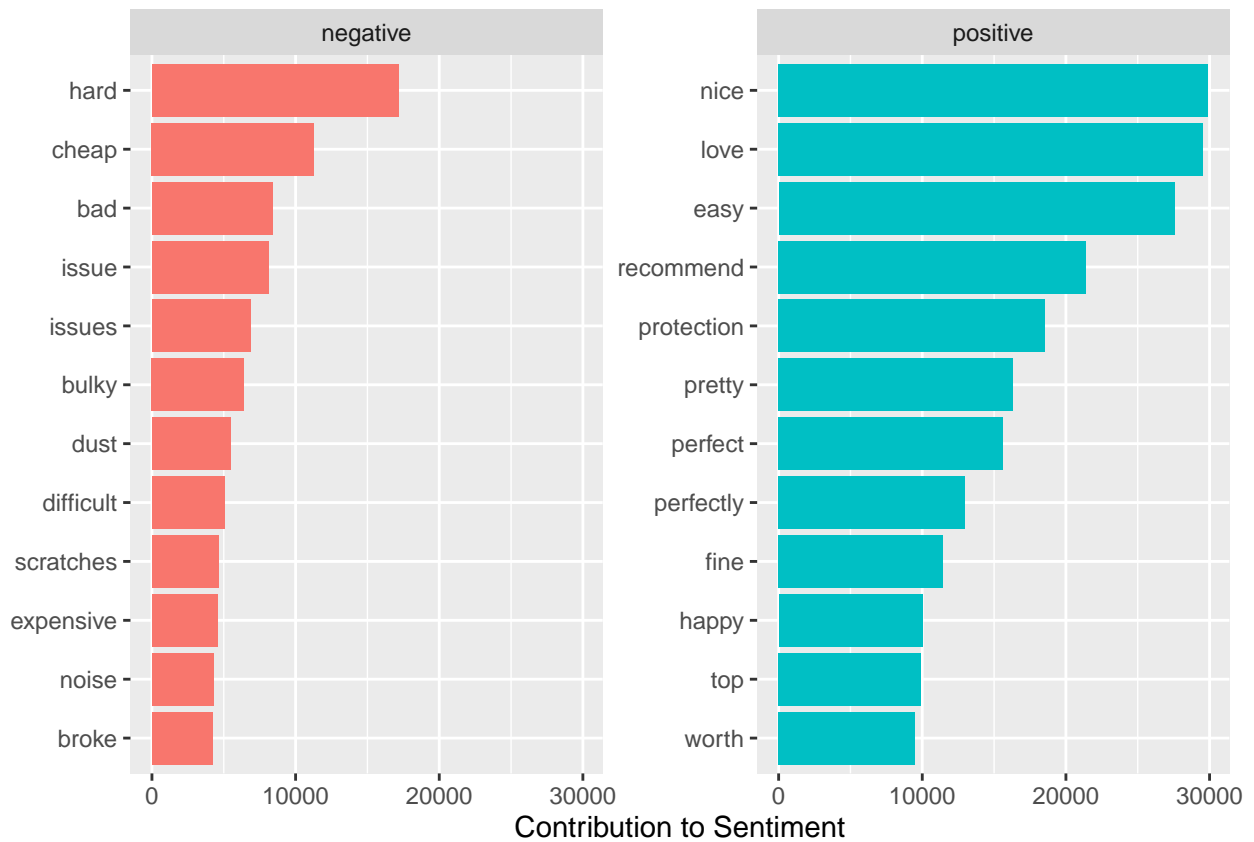 negative
hard
cheap
bad
issue
issues
bulky
dust
difficult
scratches
expensive
noise
broke
0 10000 20000 30000
positive
nice
love
easy
recommend
protection
pretty
perfect
perfectly
fine
happy
top
worth
0 10000 20000 30000
Contribution to Sentiment